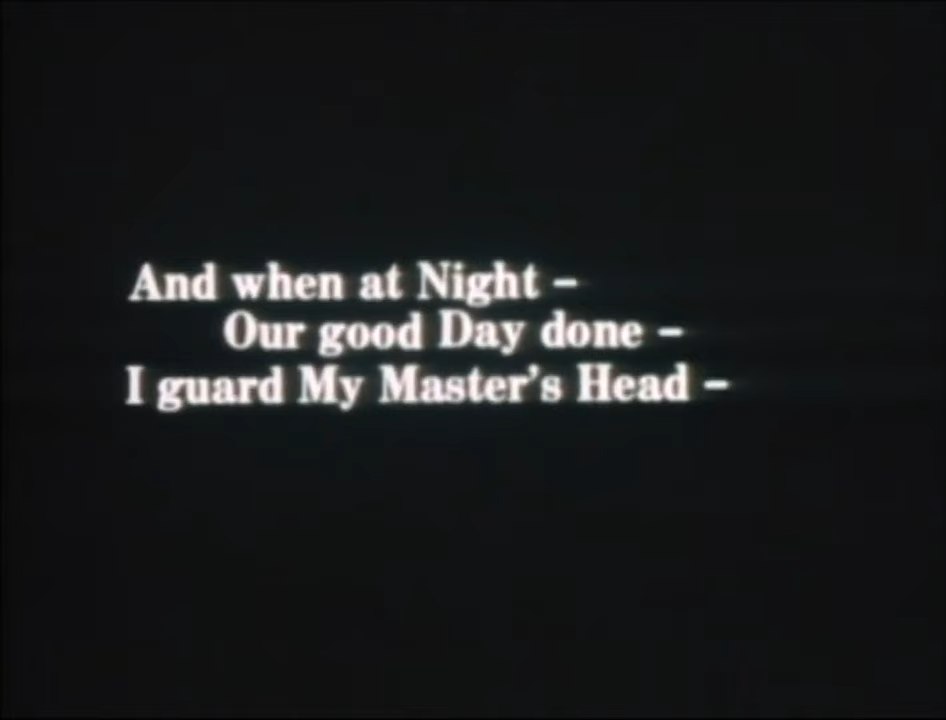 And when at Night –
Our good Day done –
I guard My Master's Head –